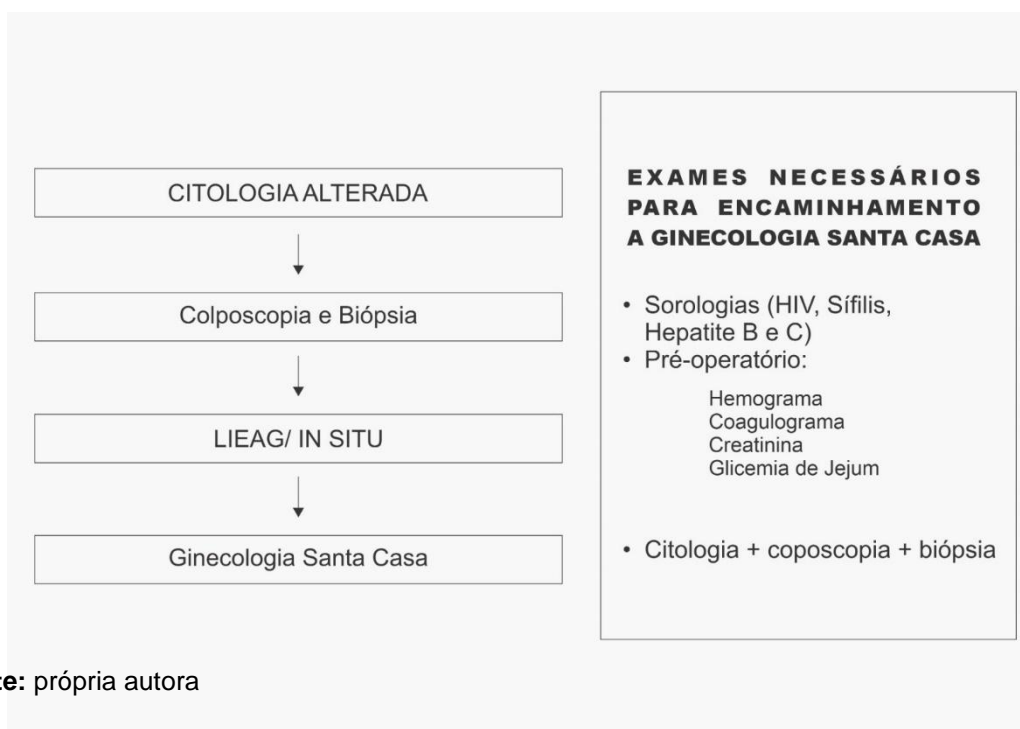 CITOLOGIA ALTERADA
Colposcopia e Biópsia
LIEAG/ IN SITU
Ginecologia Santa Casa
EXAMES NECESSÁRIOS
PARA ENCAMINHAMENTO
A GINECOLOGIA SANTA CASA
• Sorologias (HIV, Sífilis,
Hepatite B e C)
• Pré-operatório:
Hemograma
Coagulograma
Creatinina
Glicemia de Jejum
• Citologia + coposcopia + biópsia
te: própria autora